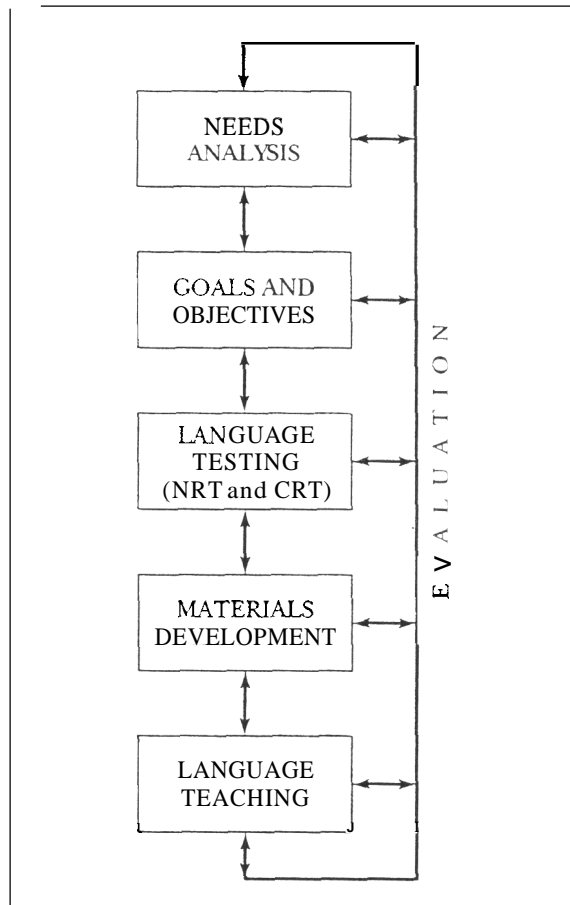 NEEDS
ANALYSIS
GOALS AND
OBJECTIVES
LANGUAGE
TESTING
(NRT and CRT)
MATERIALS
DEVELOPMENT
LANGUAGE
TEACHING
EVALUATION